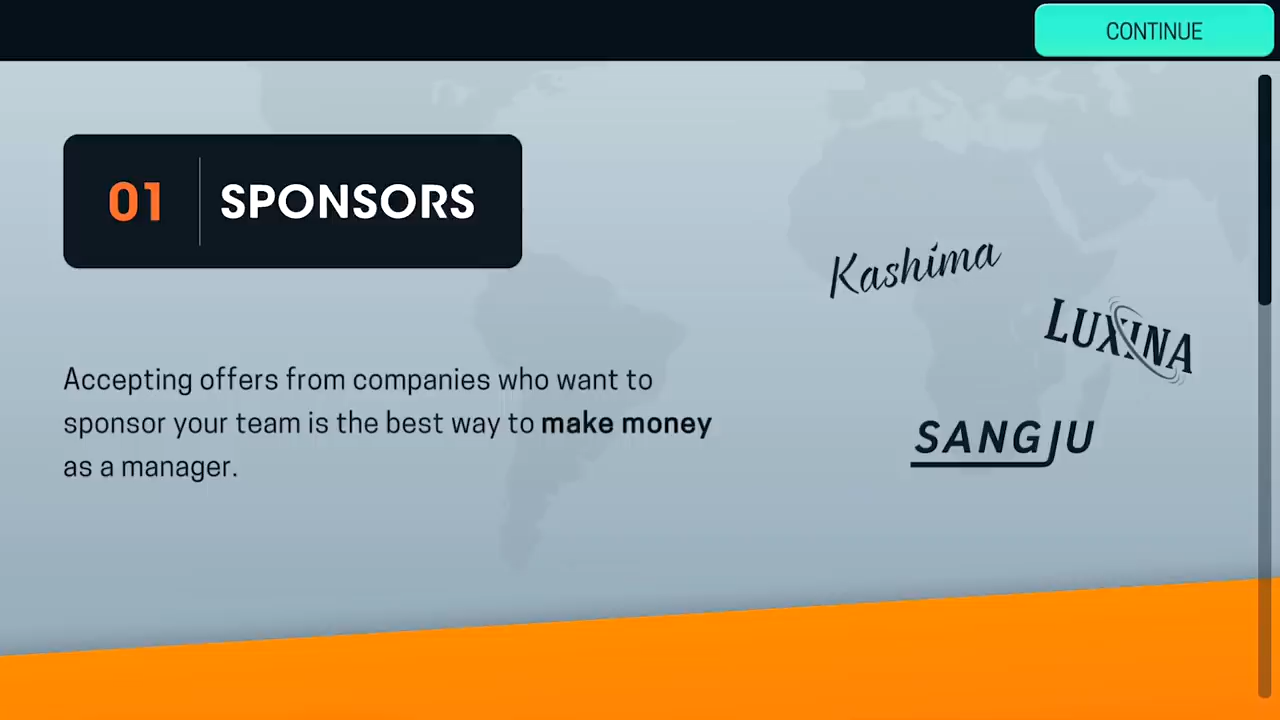 CONTINUE
01 SPONSORS
Kashima
LUXINA
Accepting offers from companies who want to
sponsor your team is the best way to make money
as a manager.
SANGJU